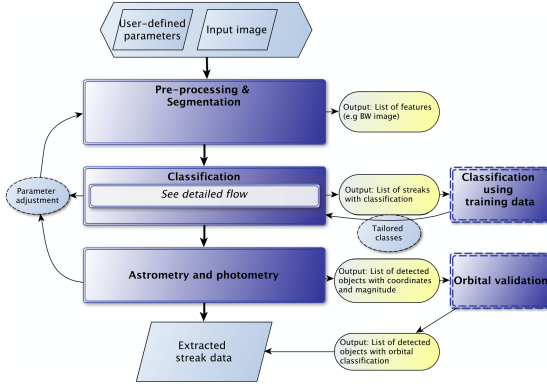 User-defined
parameters
Input image
Pre-processing &
Segmentation
Output: List of features
(e.g BW image)
Classification
See detailed flow
Output: List of streaks
with classification
Classification
using
training data
Parameter
adjustment
Tailored
classes
Astrometry and photometry
Output: List of detected
objects with coordinates
and magnitude
Orbital validation
Extracted
streak data
Output: List of detected
objects with orbital
classification